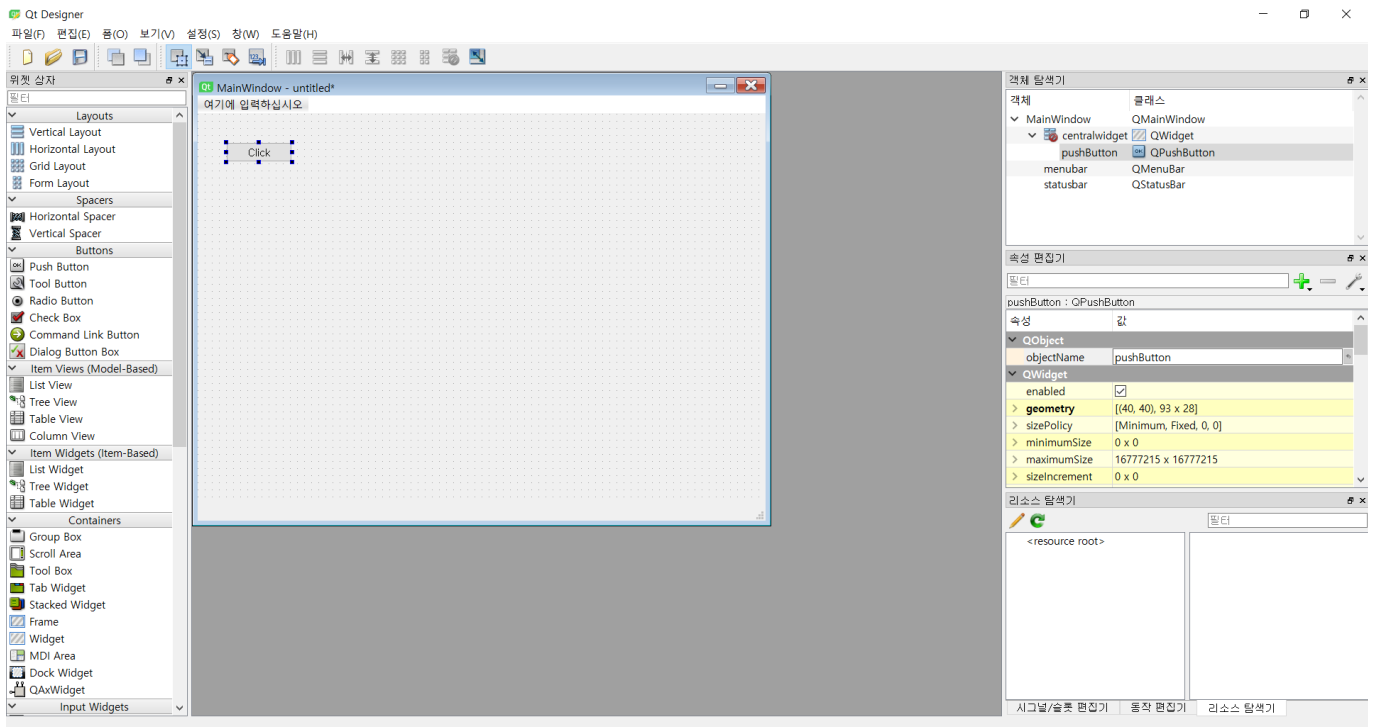 Qt Designer
파일(F) 편집(E) 폼(O) 보기(V) 설정(S) 창(W) 도움말(H)
위젯 상자
필터
Layouts
Vertical Layout
Horizontal Layout
Grid Layout
Form Layout
Spacers
Horizontal Spacer
Vertical Spacer
Buttons
Push Button
Tool Button
Radio Button
Check Box
Command Link Button
Dialog Button Box
Item Views (Model-Based)
List View
Tree View
Table View
Column View
Item Widgets (Item-Based)
List Widget
Tree Widget
Table Widget
Containers
Group Box
Scroll Area
Tool Box
Tab Widget
Stacked Widget
Frame
Widget
MDI Area
Dock Widget
QAxWidget
Input Widgets
MainWindow - untitled*
여기에 입력하십시오
Click
객체 탐색기
객체 클래스
MainWindow QMainWindow
centralwidget QWidget
pushButton QPushButton
menubar QMenuBar
statusbar QStatusBar
속성 편집기
필터
pushButton : QPushButton
속성 값
QObject
objectName pushButton
QWidget
enabled
geometry [(40, 40), 93 x 28]
sizePolicy [Minimum, Fixed, 0, 0]
minimumSize 0 x 0
maximumSize 16777215 x 16777215
sizeIncrement 0 x 0
리소스 탐색기
필터
<resource root>
시그널/슬롯 편집기 동작 편집기 리소스 탐색기